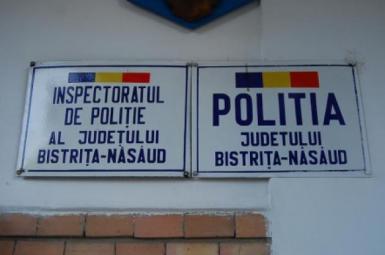 INSPECTORATUL
DE POLIȚIE
AL JUDEȚULUI
BISTRIȚA-NĂSĂUD
POLITIA
JUDEȚULUI
BISTRIȚA-NĂSĂUD